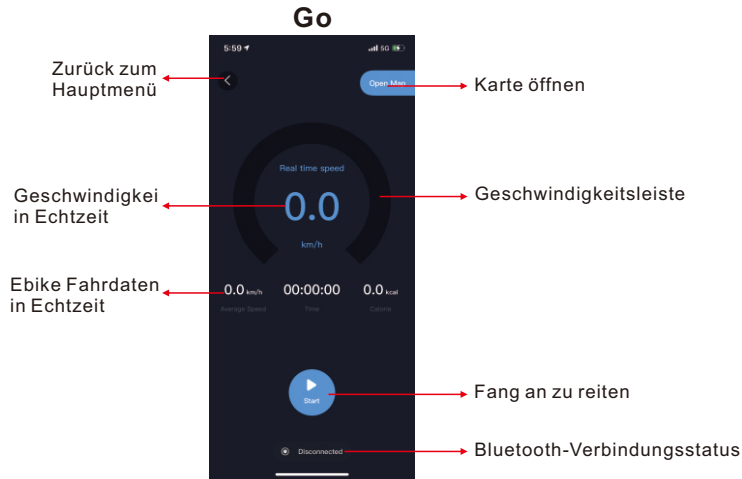 Go
5:59
5G
Zurück zum
Hauptmenü
Open Map
Karte öffnen
Real time speed
Geschwindigkei
in Echtzeit
0.0
Geschwindigkeitsleiste
km/h
Ebike Fahrdaten
in Echtzeit
0.0 km/h
00:00:00
0.0 kcal
Average Speed
Time
Calorie
Start
Fang an zu reiten
Disconnected
Bluetooth-Verbindungsstatus